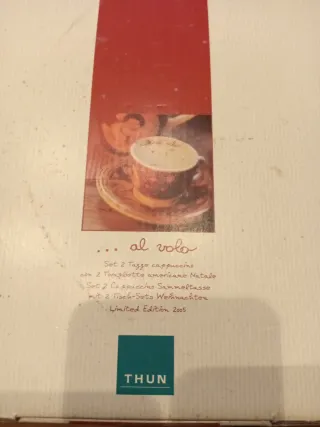 ... al volo
Set 2 Tazze cappuccino
con 2 Tovagliette americane Natale
Set 2 Cappuccino Sammeltasse
mit 2 Tisch-Sets Weihnachten
Limited Edition 2005
THUN